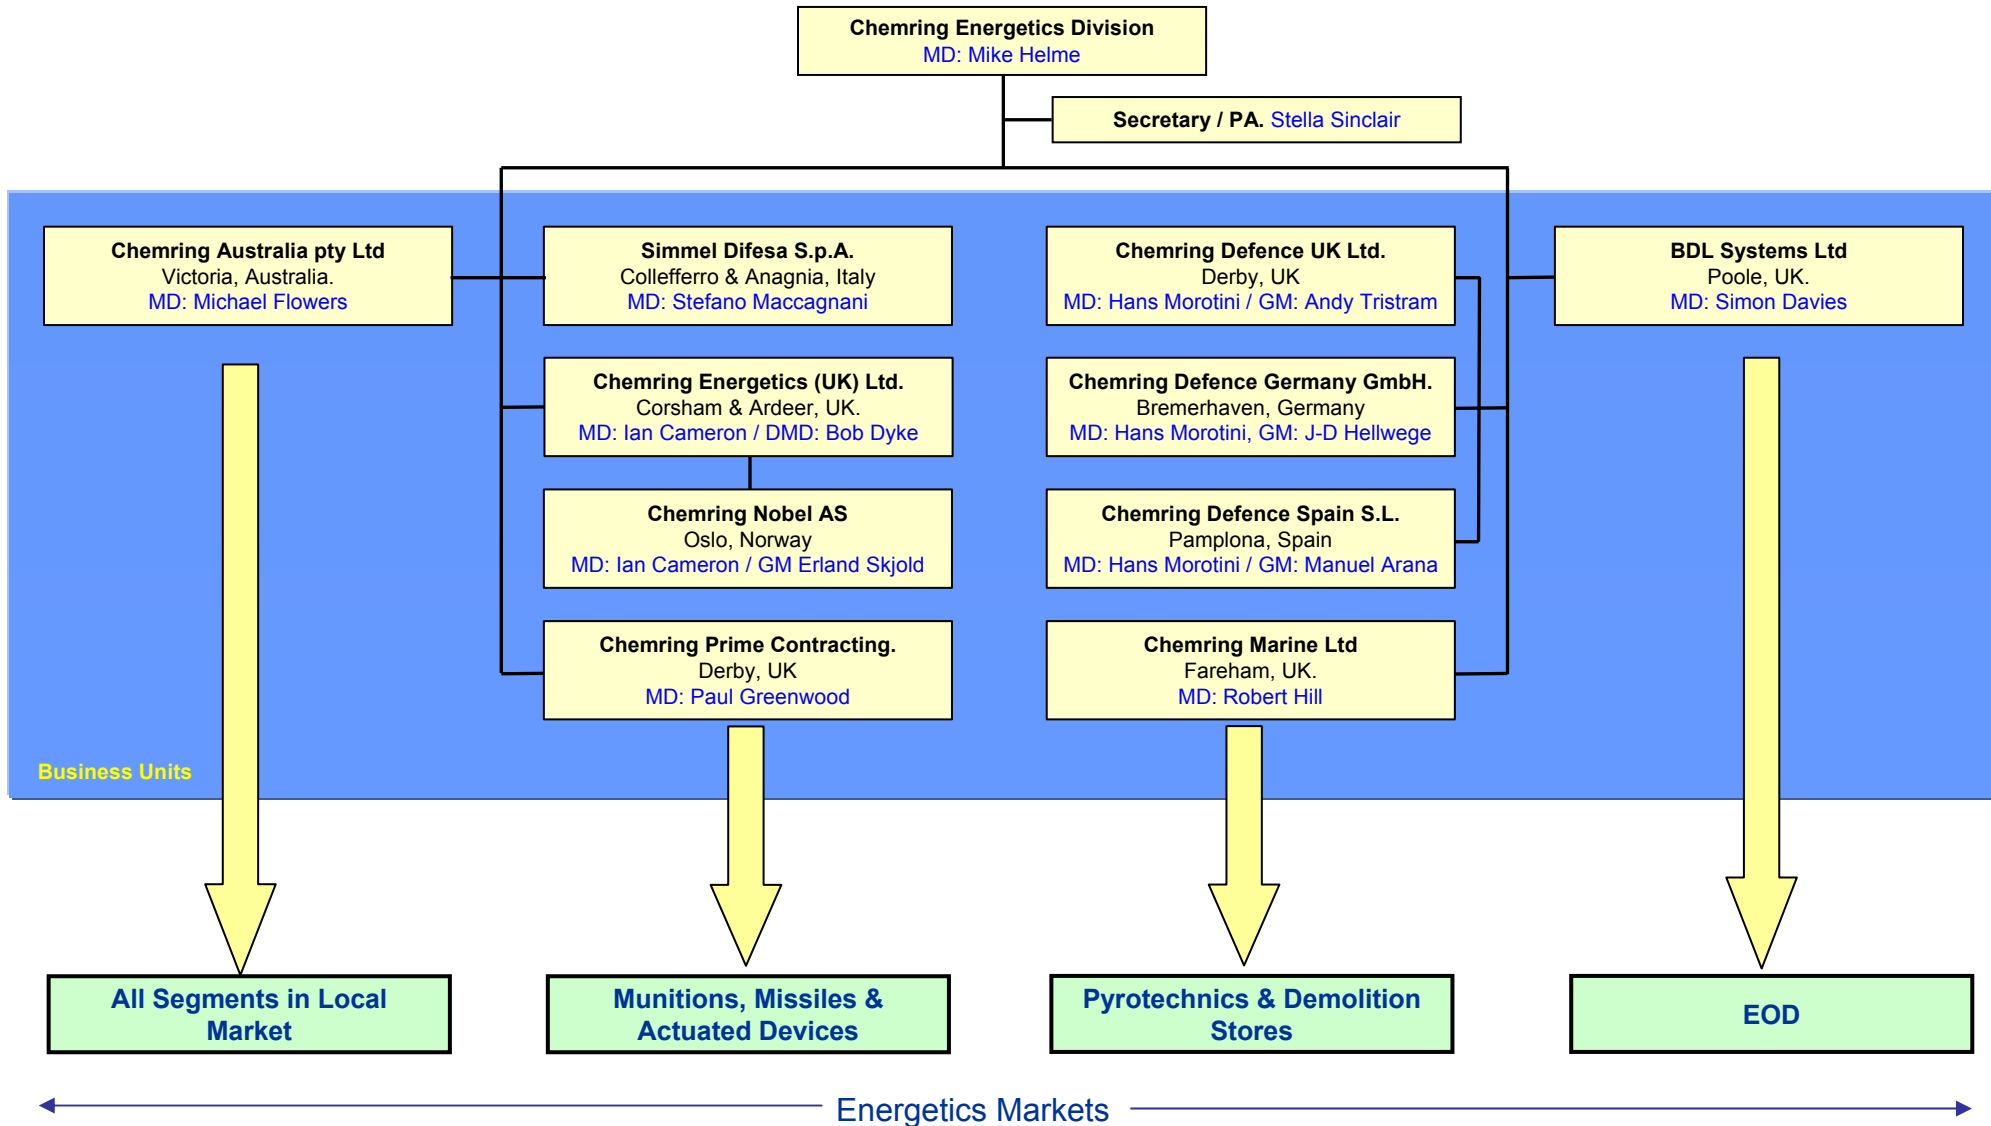 Chemring Energetics Division
MD: Mike Helme
Secretary / PA. Stella Sinclair
Chemring Australia pty Ltd
Victoria, Australia.
MD: Michael Flowers
Simmel Difesa S.p.A.
Collefferro & Anagnia, Italy
MD: Stefano Maccagnani
Chemring Defence UK Ltd.
Derby, UK
MD: Hans Morotini / GM: Andy Tristram
BDL Systems Ltd
Poole, UK.
MD: Simon Davies
Chemring Energetics (UK) Ltd.
Corsham & Ardeer, UK.
MD: Ian Cameron / DMD: Bob Dyke
Chemring Defence Germany GmbH.
Bremerhaven, Germany
MD: Hans Morotini, GM: J-D Hellwege
Chemring Nobel AS
Oslo, Norway
MD: Ian Cameron / GM Erland Skjold
Chemring Defence Spain S.L.
Pamplona, Spain
MD: Hans Morotini / GM: Manuel Arana
Chemring Prime Contracting.
Derby, UK
MD: Paul Greenwood
Chemring Marine Ltd
Fareham, UK.
MD: Robert Hill
Business Units
All Segments in Local
Market
Munitions, Missiles &
Actuated Devices
Pyrotechnics & Demolition
Stores
EOD
Energetics Markets